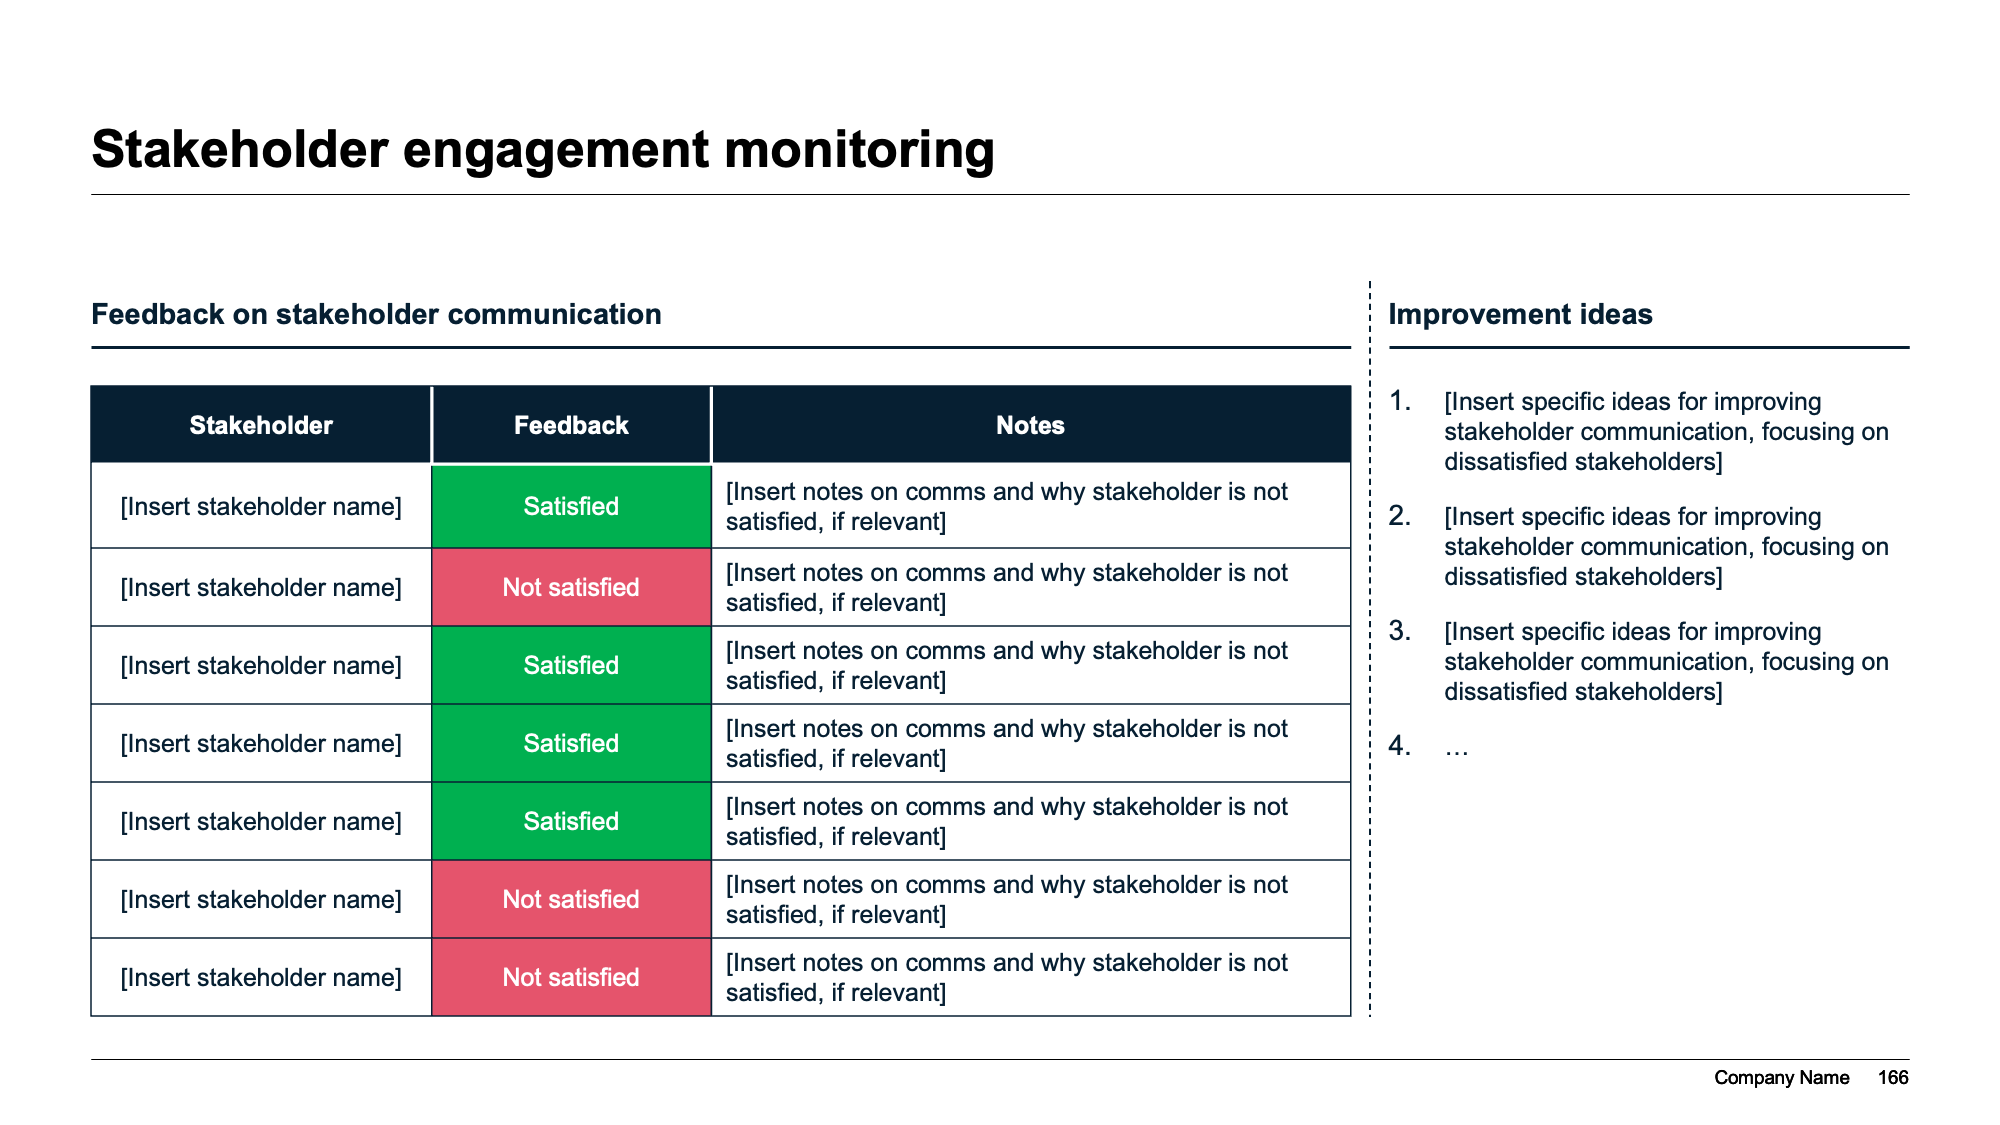 Stakeholder engagement monitoring
Feedback on stakeholder communication
Stakeholder
Feedback
Notes
[Insert stakeholder name]
Satisfied
[Insert notes on comms and why stakeholder is not
satisfied, if relevant]
[Insert stakeholder name]
Not satisfied
[Insert notes on comms and why stakeholder is not
satisfied, if relevant]
[Insert stakeholder name]
Satisfied
[Insert notes on comms and why stakeholder is not
satisfied, if relevant]
[Insert stakeholder name]
Satisfied
[Insert notes on comms and why stakeholder is not
satisfied, if relevant]
[Insert stakeholder name]
Satisfied
[Insert notes on comms and why stakeholder is not
satisfied, if relevant]
[Insert stakeholder name]
Not satisfied
[Insert notes on comms and why stakeholder is not
satisfied, if relevant]
[Insert stakeholder name]
Not satisfied
[Insert notes on comms and why stakeholder is not
satisfied, if relevant]
Improvement ideas
1. [Insert specific ideas for improving
stakeholder communication, focusing on
dissatisfied stakeholders]
2. [Insert specific ideas for improving
stakeholder communication, focusing on
dissatisfied stakeholders]
3. [Insert specific ideas for improving
stakeholder communication, focusing on
dissatisfied stakeholders]
4. …
Company Name 166